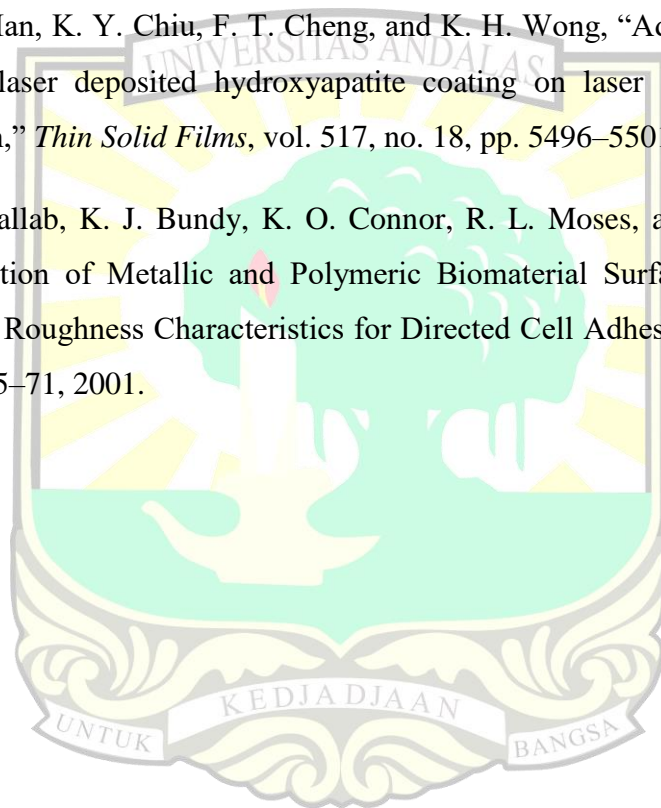 Man, K. Y. Chiu, F. T. Cheng, and K. H. Wong, “Ad
laser deposited hydroxyapatite coating on laser
,” Thin Solid Films, vol. 517, no. 18, pp. 5496–550
allab, K. J. Bundy, K. O. Connor, R. L. Moses, a
tion of Metallic and Polymeric Biomaterial Surfa
Roughness Characteristics for Directed Cell Adhes
5–71, 2001.
UNIVERSITAS ANDALAS
KEDJADJAAN
UNTUK BANGSA